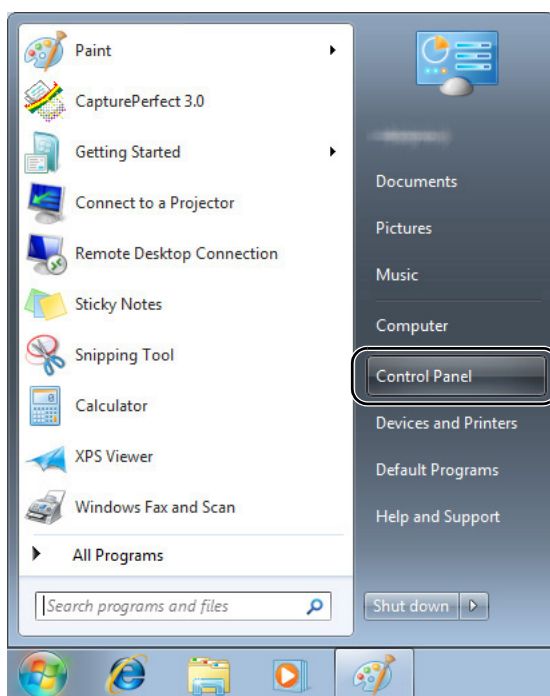 Paint
CapturePerfect 3.0
Getting Started
Connect to a Projector
Remote Desktop Connection
Sticky Notes
Snipping Tool
Calculator
XPS Viewer
Windows Fax and Scan
All Programs
Search programs and files
Documents
Pictures
Music
Computer
Control Panel
Devices and Printers
Default Programs
Help and Support
Shut down